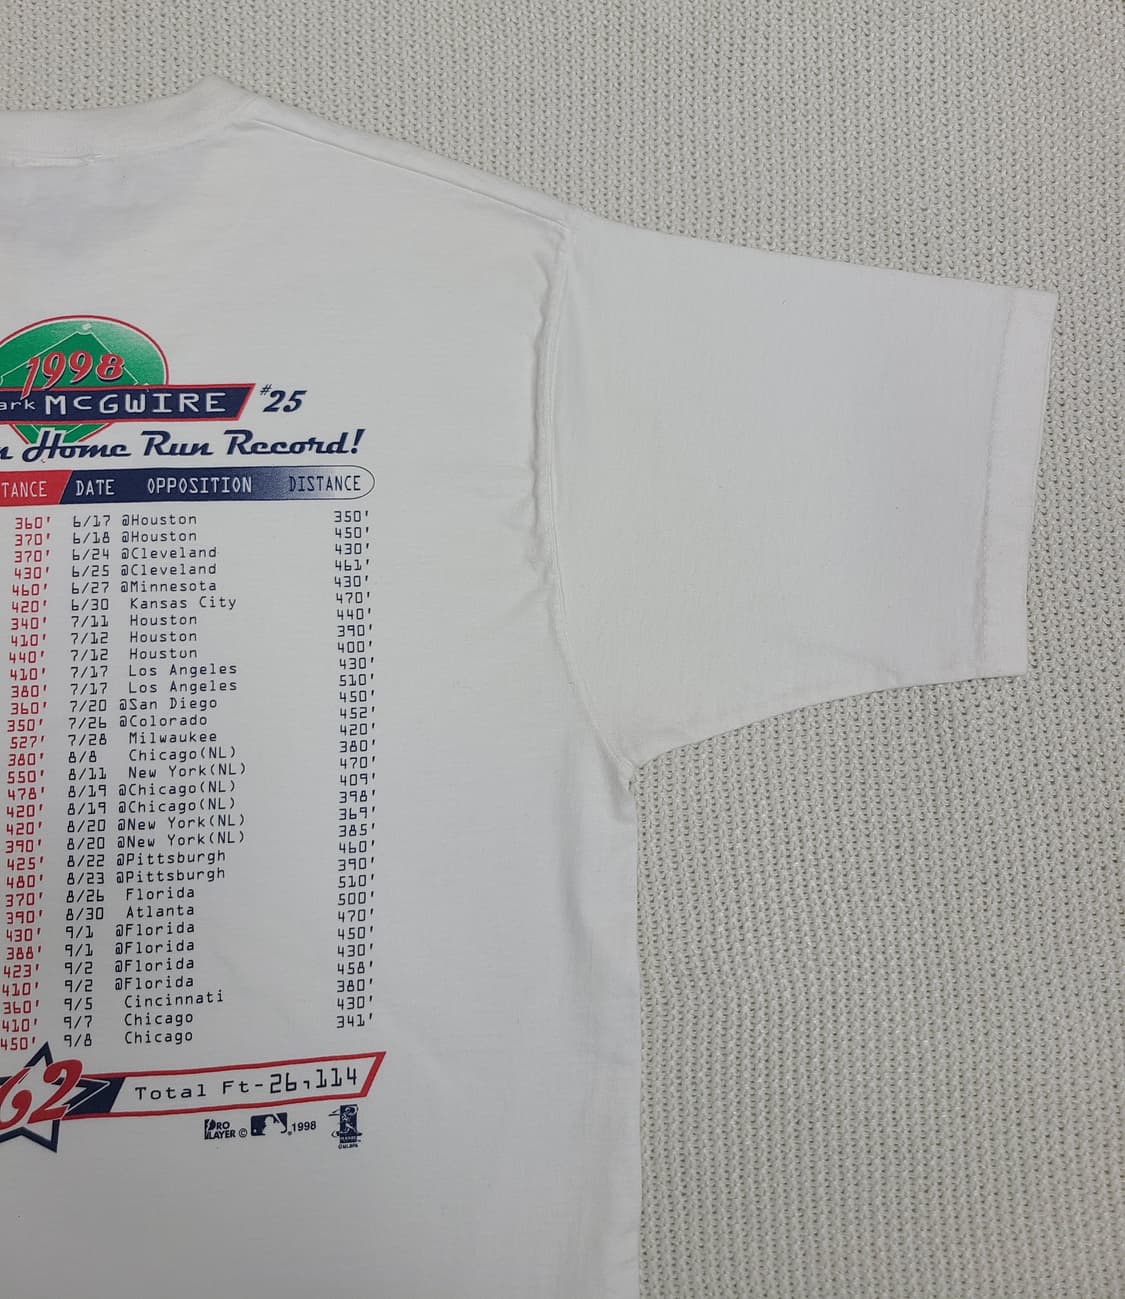 1998
ark McGWIRE #25
n Home Run Record!
TANCE DATE OPPOSITION DISTANCE
360' 6/17 @Houston 350'
370' 6/18 @Houston 450'
370' 6/24 @Cleveland 430'
430' 6/25 @Cleveland 461'
460' 6/27 @Minnesota 430'
420' 6/30 Kansas City 470'
340' 7/11 Houston 440'
410' 7/12 Houston 390'
440' 7/12 Houston 400'
410' 7/17 Los Angeles 430'
380' 7/17 Los Angeles 510'
360' 7/20 @San Diego 450'
350' 7/26 @Colorado 452'
527' 7/28 Milwaukee 420'
380' 8/8 Chicago(NL) 380'
550' 8/11 New York(NL) 470'
478' 8/19 @Chicago(NL) 409'
420' 8/19 @Chicago(NL) 398'
420' 8/20 @New York(NL) 369'
390' 8/20 @New York(NL) 385'
425' 8/22 @Pittsburgh 460'
480' 8/23 @Pittsburgh 390'
370' 8/26 Florida 510'
390' 8/30 Atlanta 500'
430' 9/1 @Florida 470'
388' 9/1 @Florida 450'
423' 9/2 @Florida 430'
410' 9/2 @Florida 458'
360' 9/5 Cincinnati 380'
410' 9/7 Chicago 430'
450' 9/8 Chicago 341'
62 Total Ft-26,114
PRO PLAYER © 1998